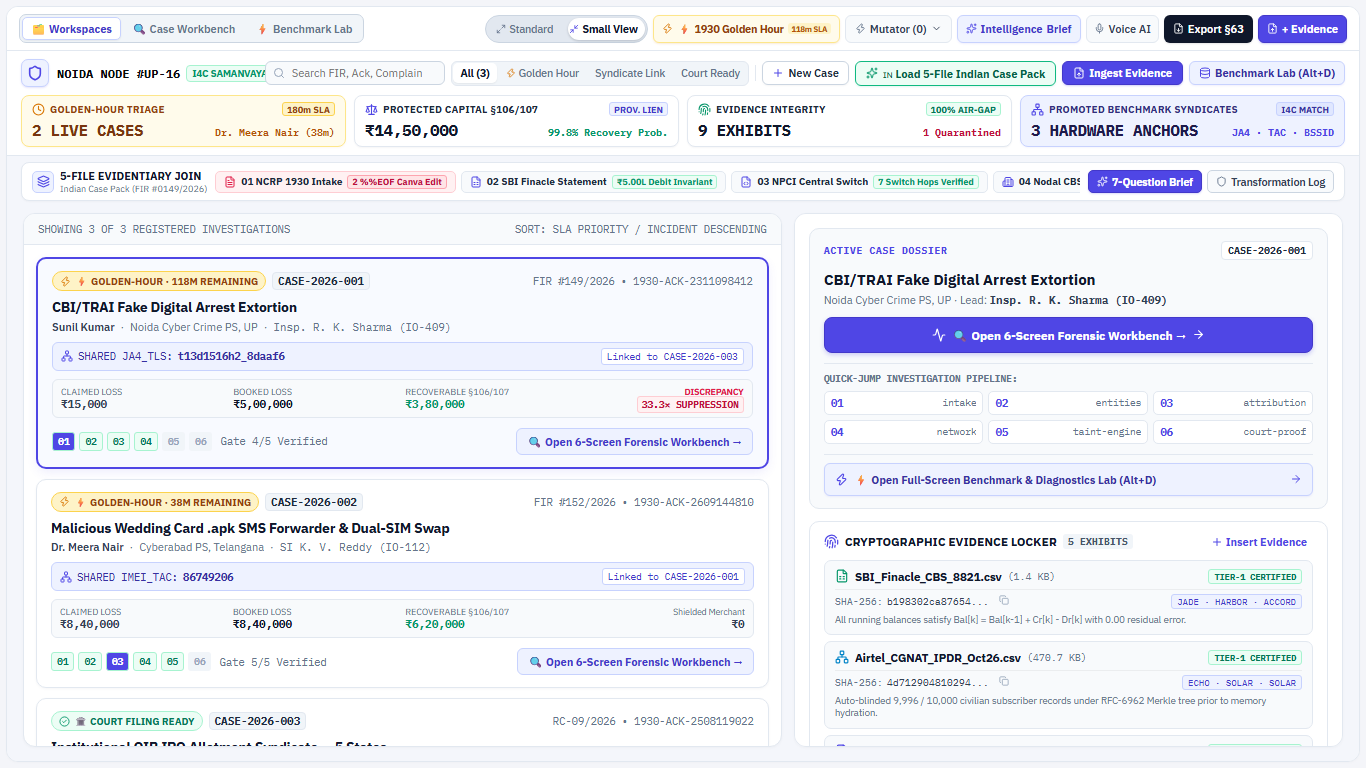 Workspaces Case Workbench Benchmark Lab Standard Small View 1930 Golden Hour 118m SLA Mutator (0) Intelligence Brief Voice AI Export §63 + Evidence
NOIDA NODE #UP-16 I4C SAMANVAYA Search FIR, Ack, Complain All (3) Golden Hour Syndicate Link Court Ready + New Case IN Load 5-File Indian Case Pack Ingest Evidence Benchmark Lab (Alt+D)
GOLDEN-HOUR TRIAGE 180m SLA
2 LIVE CASES Dr. Meera Nair (38m)
PROTECTED CAPITAL §106/107 PROV. LIEN
₹14,50,000 99.8% Recovery Prob.
EVIDENCE INTEGRITY 100% AIR-GAP
9 EXHIBITS 1 Quarantined
PROMOTED BENCHMARK SYNDICATES I4C MATCH
3 HARDWARE ANCHORS JA4 · TAC · BSSID
5-FILE EVIDENTIARY JOIN
Indian Case Pack (FIR #0149/2026)
01 NCRP 1930 Intake 2 %%EOF Canva Edit 02 SBI Finacle Statement ₹5.00L Debit Invariant 03 NPCI Central Switch 7 Switch Hops Verified 04 Nodal CBS 7-Question Brief Transformation Log
SHOWING 3 OF 3 REGISTERED INVESTIGATIONS SORT: SLA PRIORITY / INCIDENT DESCENDING
GOLDEN-HOUR · 118M REMAINING CASE-2026-001 FIR #149/2026 • 1930-ACK-2311098412
CBI/TRAI Fake Digital Arrest Extortion
Sunil Kumar · Noida Cyber Crime PS, UP · Insp. R. K. Sharma (IO-409)
SHARED JA4_TLS: t13d1516h2_8daaf6 Linked to CASE-2026-003
CLAIMED LOSS BOOKED LOSS RECOVERABLE §106/107 DISCREPANCY
₹15,000 ₹5,00,000 ₹3,80,000 33.3× SUPPRESSION
01 02 03 04 05 06 Gate 4/5 Verified Open 6-Screen Forensic Workbench →
GOLDEN-HOUR · 38M REMAINING CASE-2026-002 FIR #152/2026 • 1930-ACK-2609144810
Malicious Wedding Card .apk SMS Forwarder & Dual-SIM Swap
Dr. Meera Nair · Cyberabad PS, Telangana · SI K. V. Reddy (IO-112)
SHARED IMEI_TAC: 86749206 Linked to CASE-2026-001
CLAIMED LOSS BOOKED LOSS RECOVERABLE §106/107 Shielded Merchant
₹8,40,000 ₹8,40,000 ₹6,20,000 ₹0
01 02 03 04 05 06 Gate 5/5 Verified Open 6-Screen Forensic Workbench →
COURT FILING READY CASE-2026-003 RC-09/2026 • 1930-ACK-2508119022
Institutional QIB IPO Allotment Syndicate 5 States
ACTIVE CASE DOSSIER CASE-2026-001
CBI/TRAI Fake Digital Arrest Extortion
Noida Cyber Crime PS, UP · Lead: Insp. R. K. Sharma (IO-409)
Open 6-Screen Forensic Workbench → →
QUICK-JUMP INVESTIGATION PIPELINE:
01 intake 02 entities 03 attribution
04 network 05 taint-engine 06 court-proof
Open Full-Screen Benchmark & Diagnostics Lab (Alt+D) →
CRYPTOGRAPHIC EVIDENCE LOCKER 5 EXHIBITS + Insert Evidence
SBI_Finacle_CBS_8821.csv (1.4 KB) TIER-1 CERTIFIED
SHA-256: b198302ca87654... JADE · HARBOR · ACCORD
All running balances satisfy Bal[k] = Bal[k-1] + Cr[k] - Dr[k] with 0.00 residual error.
Airtel_CGNAT_IPDR_Oct26.csv (470.7 KB) TIER-1 CERTIFIED
SHA-256: 4d712904810294... ECHO · SOLAR · SOLAR
Auto-blinded 9,996 / 10,000 civilian subscriber records under RFC-6962 Merkle tree prior to memory
hydration.